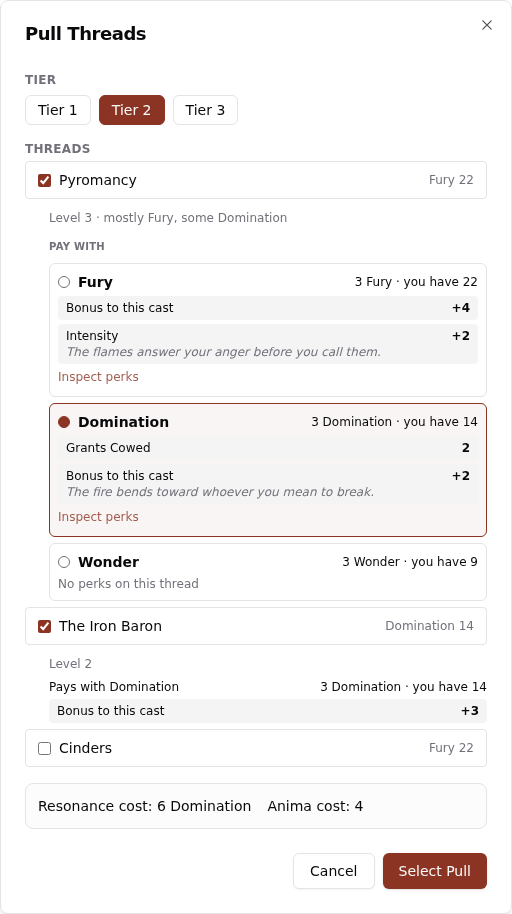 Pull Threads
TIER
Tier 1 Tier 2 Tier 3
THREADS
Pyromancy Fury 22
Level 3 · mostly Fury, some Domination
PAY WITH
Fury 3 Fury · you have 22
Bonus to this cast +4
Intensity +2
The flames answer your anger before you call them.
Inspect perks
Domination 3 Domination · you have 14
Grants Cowed 2
Bonus to this cast +2
The fire bends toward whoever you mean to break.
Inspect perks
Wonder 3 Wonder · you have 9
No perks on this thread
The Iron Baron Domination 14
Level 2
Pays with Domination 3 Domination · you have 14
Bonus to this cast +3
Cinders Fury 22
Resonance cost: 6 Domination Anima cost: 4
Cancel Select Pull